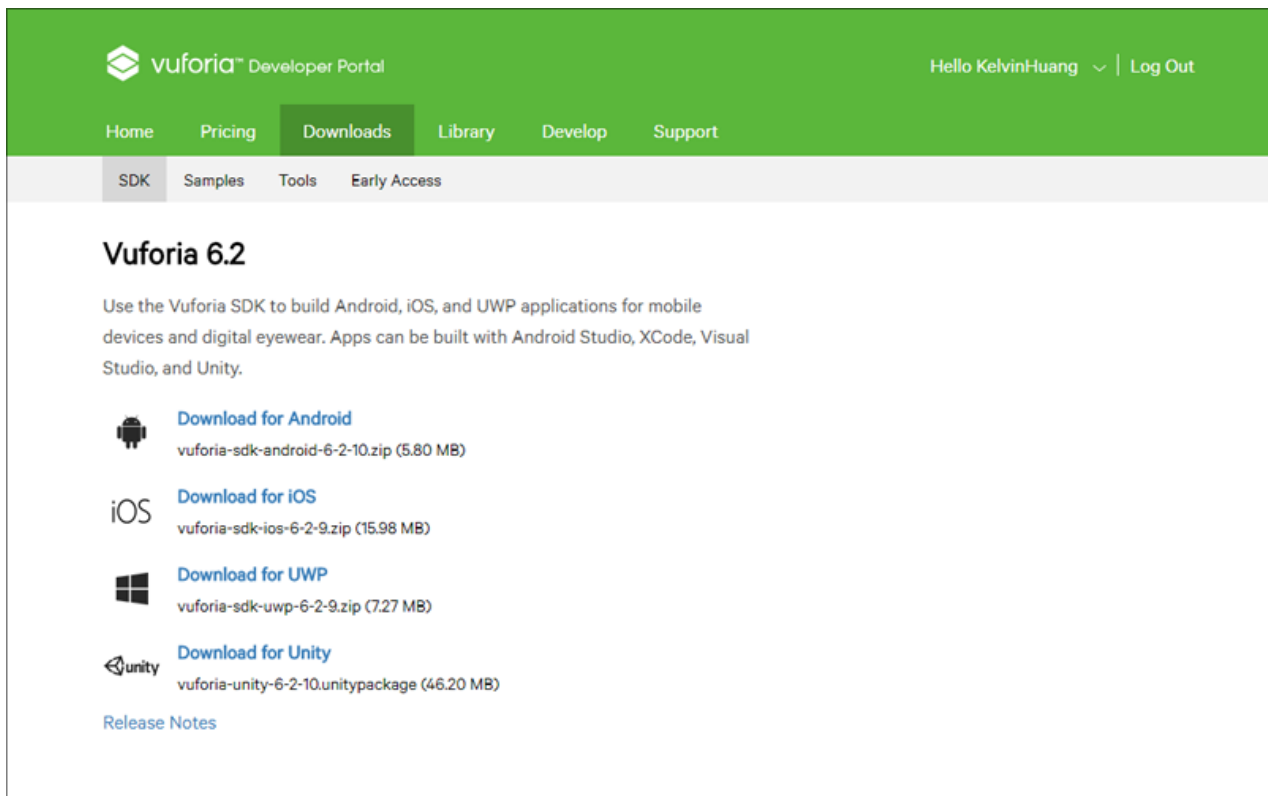 vuforia™ Developer Portal
Hello KelvinHuang | Log Out
Home Pricing Downloads Library Develop Support
SDK Samples Tools Early Access
Vuforia 6.2
Use the Vuforia SDK to build Android, iOS, and UWP applications for mobile
devices and digital eyewear. Apps can be built with Android Studio, XCode, Visual
Studio, and Unity.
Download for Android
vuforia-sdk-android-6-2-10.zip (5.80 MB)
iOS
Download for iOS
vuforia-sdk-ios-6-2-9.zip (15.98 MB)
Download for UWP
vuforia-sdk-uwp-6-2-9.zip (7.27 MB)
unity
Download for Unity
vuforia-unity-6-2-10.unitypackage (46.20 MB)
Release Notes